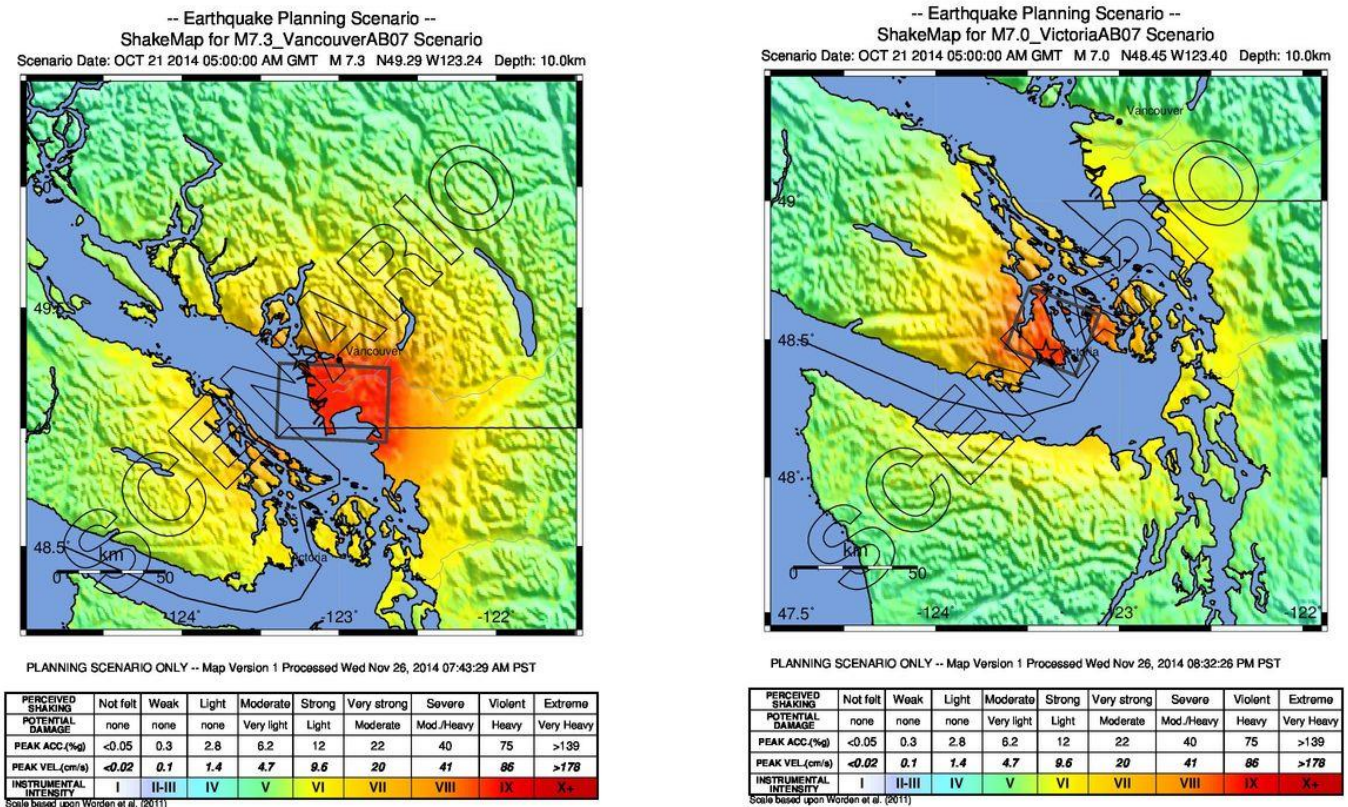 -- Earthquake Planning Scenario --
ShakeMap for M7.3_VancouverAB07 Scenario
Scenario Date: OCT 21 2014 05:00:00 AM GMT M 7.3 N49.29 W123.24 Depth: 10.0km
SCENARIO
50
49.5
Vancouver
49
48.5°
Victoria
km
0 50
-124° -123° -122°
PLANNING SCENARIO ONLY -- Map Version 1 Processed Wed Nov 26, 2014 07:43:29 AM PST
PERCEIVED SHAKING Not felt Weak Light Moderate Strong Very strong Severe Violent Extreme
POTENTIAL DAMAGE none none none Very light Light Moderate Mod./Heavy Heavy Very Heavy
PEAK ACC.(%g) <0.05 0.3 2.8 6.2 12 22 40 75 >139
PEAK VEL.(cm/s) <0.02 0.1 1.4 4.7 9.6 20 41 86 >178
INSTRUMENTAL INTENSITY I II-III IV V VI VII VIII IX X+
Scale based upon Worden et al. (2011)
-- Earthquake Planning Scenario --
ShakeMap for M7.0_VictoriaAB07 Scenario
Scenario Date: OCT 21 2014 05:00:00 AM GMT M 7.0 N48.45 W123.40 Depth: 10.0km
SCENARIO
Vancouver
49°
48.5°
Victoria
48°
km
0 50
47.5° -124° -123° -122°
PLANNING SCENARIO ONLY -- Map Version 1 Processed Wed Nov 26, 2014 08:32:26 PM PST
PERCEIVED SHAKING Not felt Weak Light Moderate Strong Very strong Severe Violent Extreme
POTENTIAL DAMAGE none none none Very light Light Moderate Mod./Heavy Heavy Very Heavy
PEAK ACC.(%g) <0.05 0.3 2.8 6.2 12 22 40 75 >139
PEAK VEL.(cm/s) <0.02 0.1 1.4 4.7 9.6 20 41 86 >178
INSTRUMENTAL INTENSITY I II-III IV V VI VII VIII IX X+
Scale based upon Worden et al. (2011)